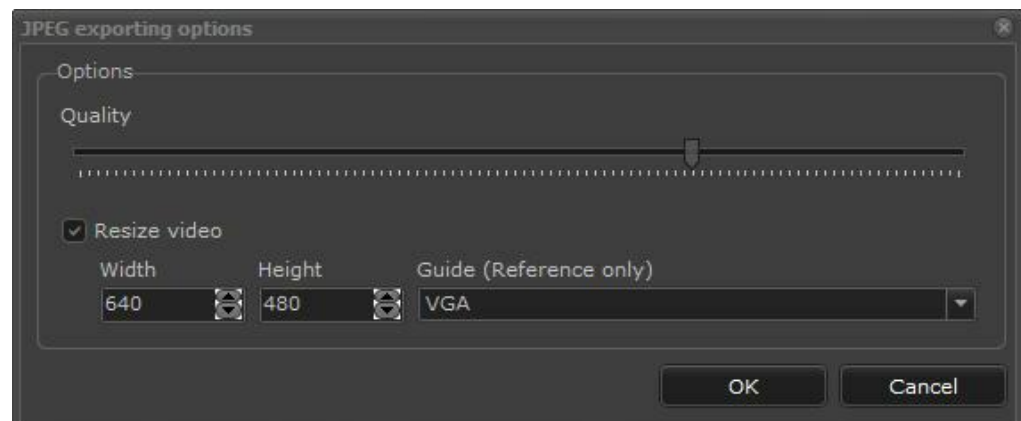 JPEG exporting options
Options
Quality
Resize video
Width Height Guide (Reference only)
640 480 VGA
OK Cancel